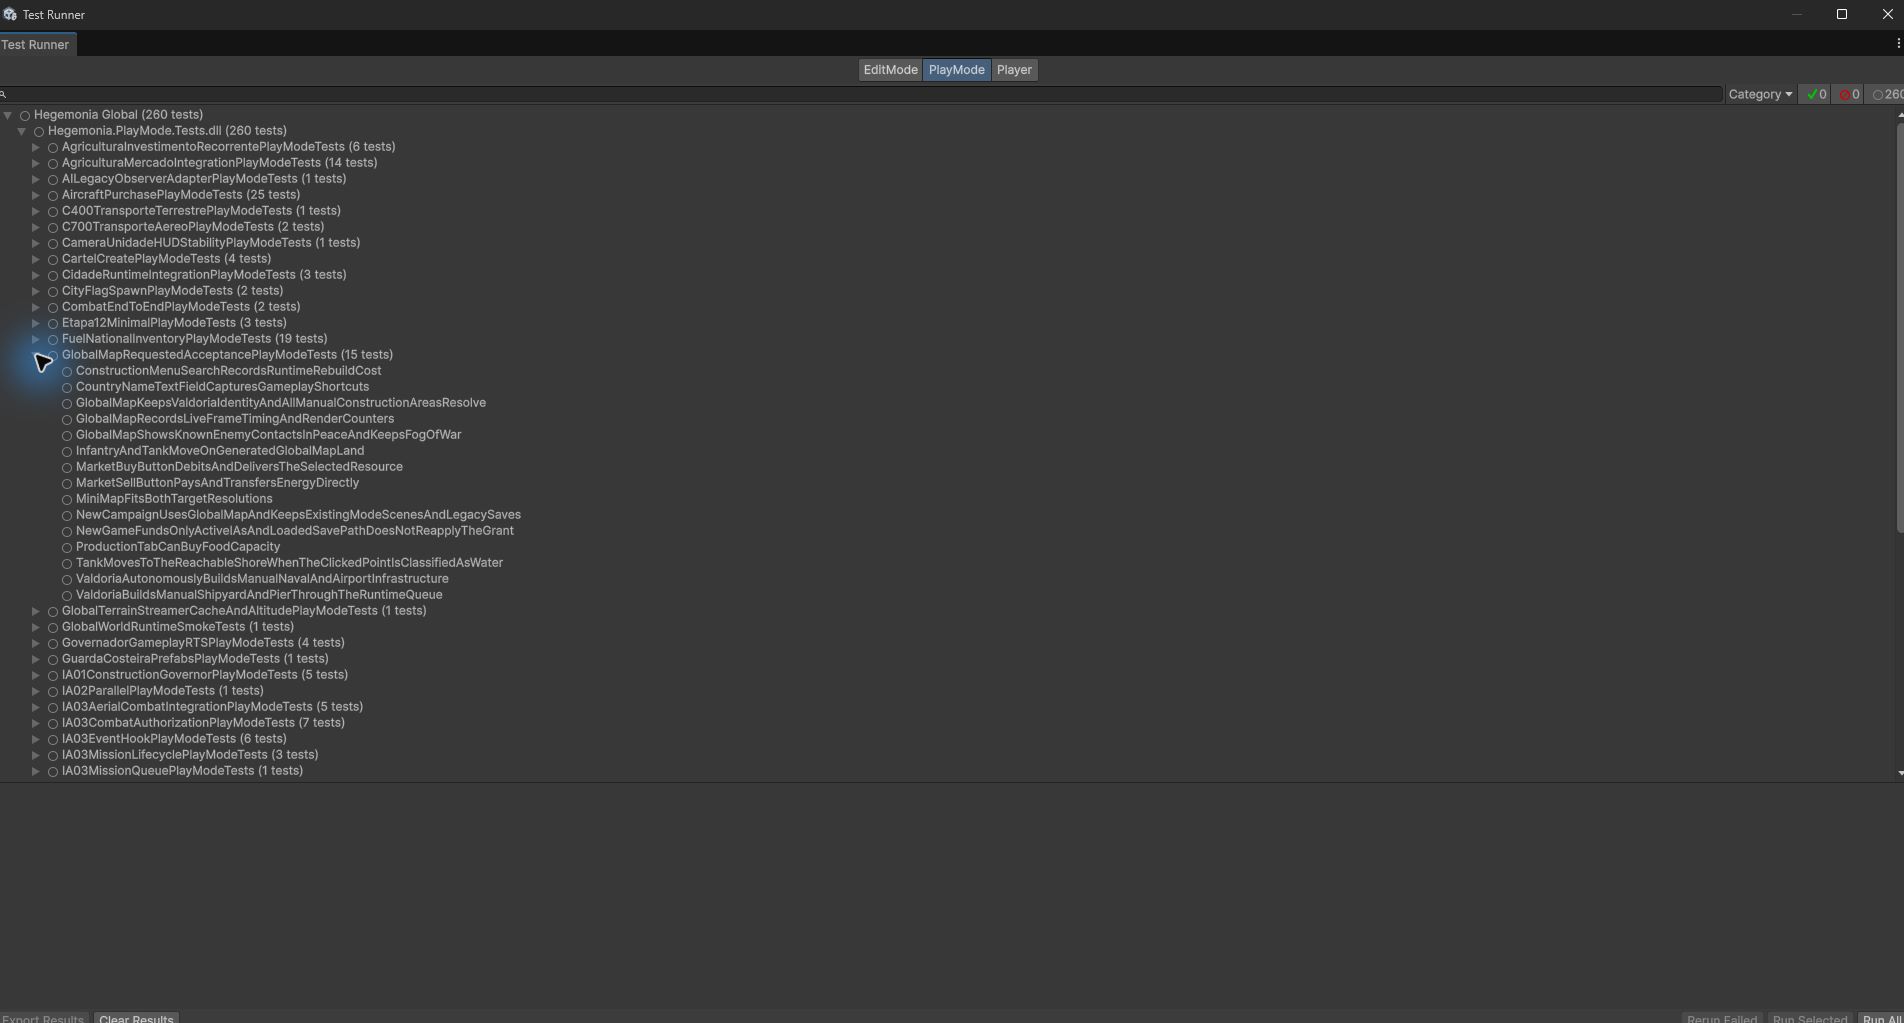 Test Runner
Test Runner
EditMode PlayMode Player
Category 0 0 260
Hegemonia Global (260 tests)
Hegemonia.PlayMode.Tests.dll (260 tests)
AgriculturaInvestimentoRecorrentePlayModeTests (6 tests)
AgriculturaMercadoIntegrationPlayModeTests (14 tests)
AILegacyObserverAdapterPlayModeTests (1 tests)
AircraftPurchasePlayModeTests (25 tests)
C400TransporteTerrestrePlayModeTests (1 tests)
C700TransporteAereoPlayModeTests (2 tests)
CameraUnidadeHUDStabilityPlayModeTests (1 tests)
CartelCreatePlayModeTests (4 tests)
CidadeRuntimeIntegrationPlayModeTests (3 tests)
CityFlagSpawnPlayModeTests (2 tests)
CombatEndToEndPlayModeTests (2 tests)
Etapa12MinimalPlayModeTests (3 tests)
FuelNationalInventoryPlayModeTests (19 tests)
GlobalMapRequestedAcceptancePlayModeTests (15 tests)
ConstructionMenuSearchRecordsRuntimeRebuildCost
CountryNameTextFieldCapturesGameplayShortcuts
GlobalMapKeepsValdoriaIdentityAndAllManualConstructionAreasResolve
GlobalMapRecordsLiveFrameTimingAndRenderCounters
GlobalMapShowsKnownEnemyContactsInPeaceAndKeepsFogOfWar
InfantryAndTankMoveOnGeneratedGlobalMapLand
MarketBuyButtonDebitsAndDeliversTheSelectedResource
MarketSellButtonPaysAndTransfersEnergyDirectly
MiniMapFitsBothTargetResolutions
NewCampaignUsesGlobalMapAndKeepsExistingModeScenesAndLegacySaves
NewGameFundsOnlyActiveIAsAndLoadedSavePathDoesNotReapplyTheGrant
ProductionTabCanBuyFoodCapacity
TankMovesToTheReachableShoreWhenTheClickedPointIsClassifiedAsWater
ValdoriaAutonomouslyBuildsManualNavalAndAirportInfrastructure
ValdoriaBuildsManualShipyardAndPierThroughTheRuntimeQueue
GlobalTerrainStreamerCacheAndAltitudePlayModeTests (1 tests)
GlobalWorldRuntimeSmokeTests (1 tests)
GovernadorGameplayRTSPlayModeTests (4 tests)
GuardaCosteiraPrefabsPlayModeTests (1 tests)
IA01ConstructionGovernorPlayModeTests (5 tests)
IA02ParallelPlayModeTests (1 tests)
IA03AerialCombatIntegrationPlayModeTests (5 tests)
IA03CombatAuthorizationPlayModeTests (7 tests)
IA03EventHookPlayModeTests (6 tests)
IA03MissionLifecyclePlayModeTests (3 tests)
IA03MissionQueuePlayModeTests (1 tests)
Export Results Clear Results Rerun Failed Run Selected Run All